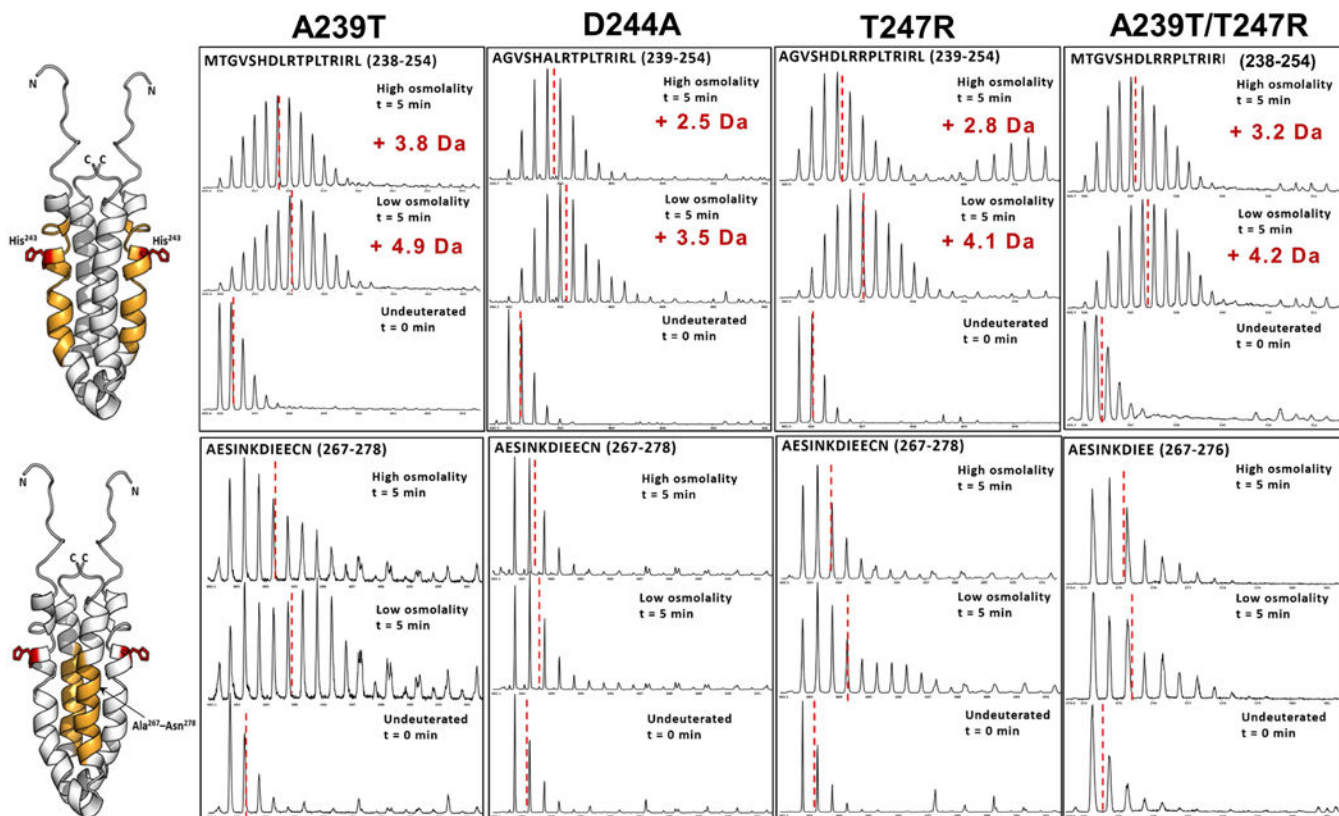 A239T D244A T247R A239T/T247R
N N
C C
His243 His243
MTGVSHDLRTPLTRIRL (238-254)
High osmolality
t = 5 min
+ 3.8 Da
Low osmolality
t = 5 min
+ 4.9 Da
Undeuterated
t = 0 min
AGVSHALRTPLTRIRL (239-254)
High osmolality
t = 5 min
+ 2.5 Da
Low osmolality
t = 5 min
+ 3.5 Da
Undeuterated
t = 0 min
AGVSHDLRRPLTRIRL (239-254)
High osmolality
t = 5 min
+ 2.8 Da
Low osmolality
t = 5 min
+ 4.1 Da
Undeuterated
t = 0 min
MTGVSHDLRRPLTRIRI (238-254)
High osmolality
t = 5 min
+ 3.2 Da
Low osmolality
t = 5 min
+ 4.2 Da
Undeuterated
t = 0 min
N N
C C
Ala267–Asn278
AESINKDIEECN (267-278)
High osmolality
t = 5 min
Low osmolality
t = 5 min
Undeuterated
t = 0 min
AESINKDIEECN (267-278)
High osmolality
t = 5 min
Low osmolality
t = 5 min
Undeuterated
t = 0 min
AESINKDIEECN (267-278)
High osmolality
t = 5 min
Low osmolality
t = 5 min
Undeuterated
t = 0 min
AESINKDIEE (267-276)
High osmolality
t = 5 min
Low osmolality
t = 5 min
Undeuterated
t = 0 min